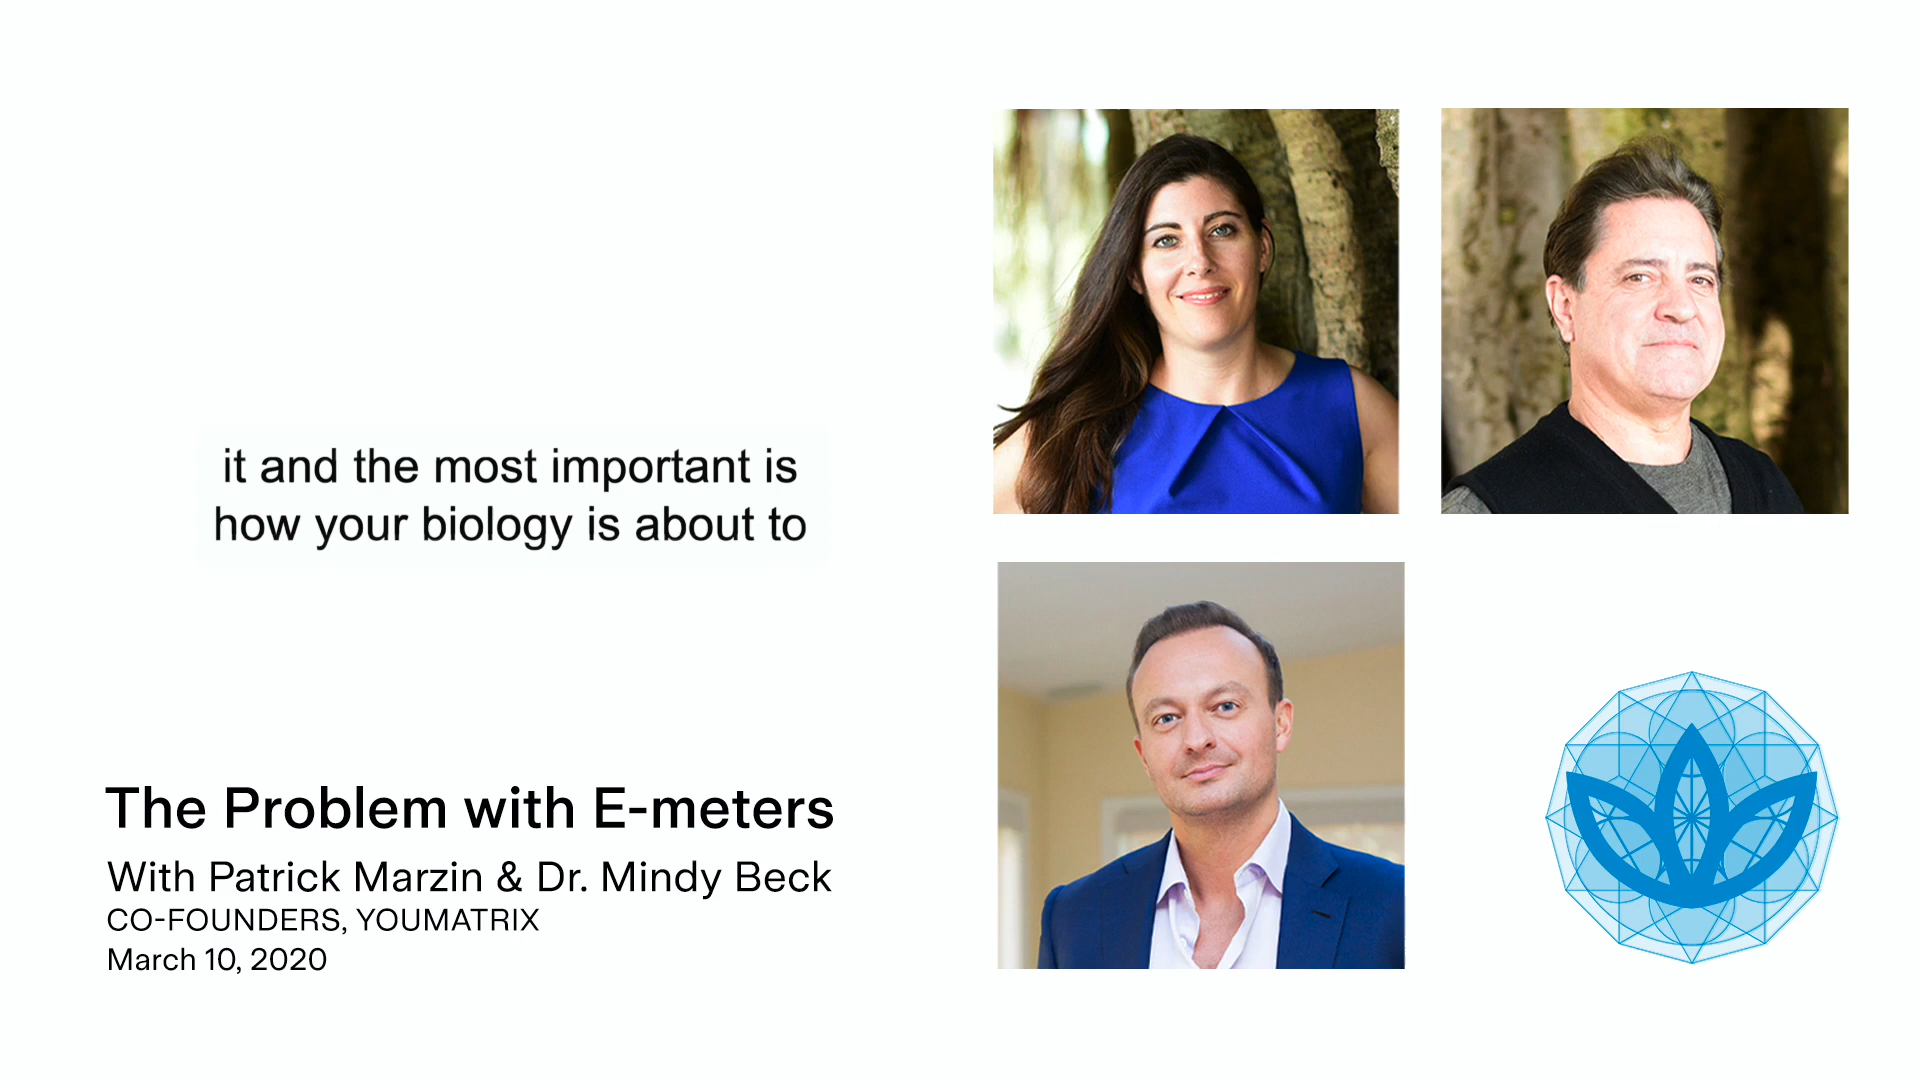 it and the most important is
how your biology is about to
The Problem with E-meters
With Patrick Marzin & Dr. Mindy Beck
CO-FOUNDERS, YOUMATRIX
March 10, 2020